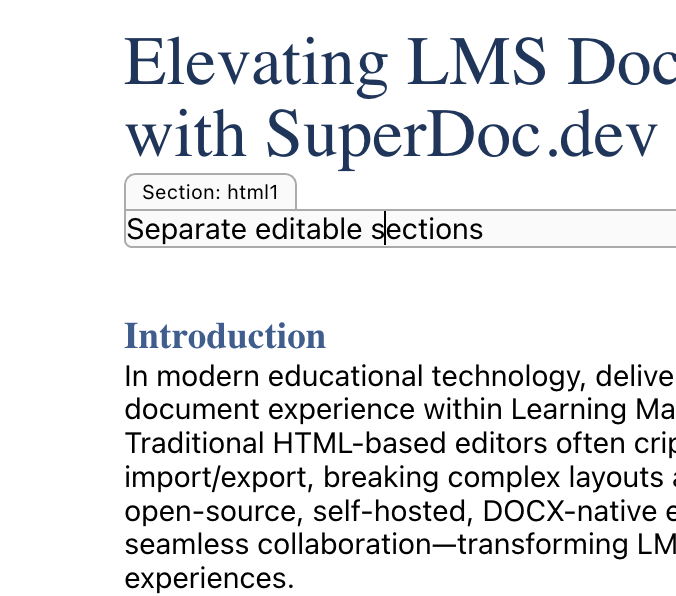 Elevating LMS Doc
with SuperDoc.dev
Section: html1
Separate editable sections
Introduction
In modern educational technology, delive
document experience within Learning Ma
Traditional HTML-based editors often crip
import/export, breaking complex layouts a
open-source, self-hosted, DOCX-native e
seamless collaboration—transforming LM
experiences.